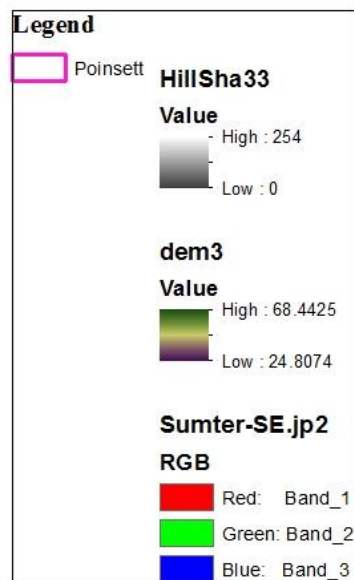 Legend
Poinsett
HillSha33
Value
High : 254
Low : 0
dem3
Value
High : 68.4425
Low : 24.8074
Sumter-SE.jp2
RGB
Red: Band_1
Green: Band_2
Blue: Band_3